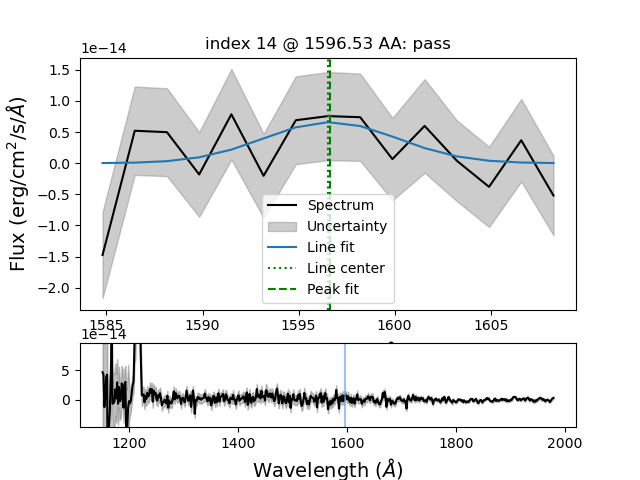 index 14 @ 1596.53 AA: pass
1e−14
1.5
1.0
0.5
0.0
−0.5
−1.0
−1.5
−2.0
Flux (erg/cm²/s/Å)
Spectrum
Uncertainty
Line fit
Line center
Peak fit
1585 1590 1595 1600 1605
5e−14
5
0
1200 1400 1600 1800 2000
Wavelength (Å)